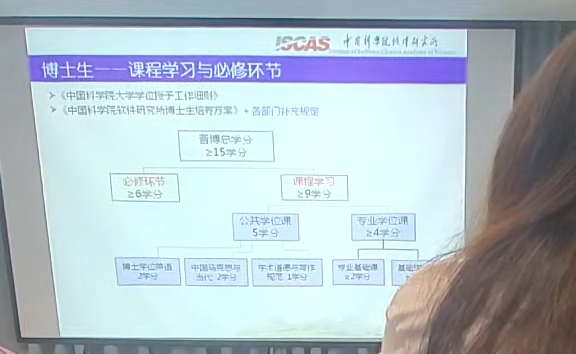 ISCAS 中国科学院软件研究所
Institute of Software Chinese Academy of Sciences
博士生——课程学习与必修环节
《中国科学院大学学位授予工作细则》
《中国科学院软件研究所博士生培养方案》+ 各部门补充规定
普博总学分
≥15学分
必修环节
≥6学分
课程学习
≥9学分
公共学位课
5学分
专业学位课
≥4学分
博士学位英语
2学分
中国马克思与
当代 2学分
学术道德与写作
规范 1学分
专业基础课
≥2学分